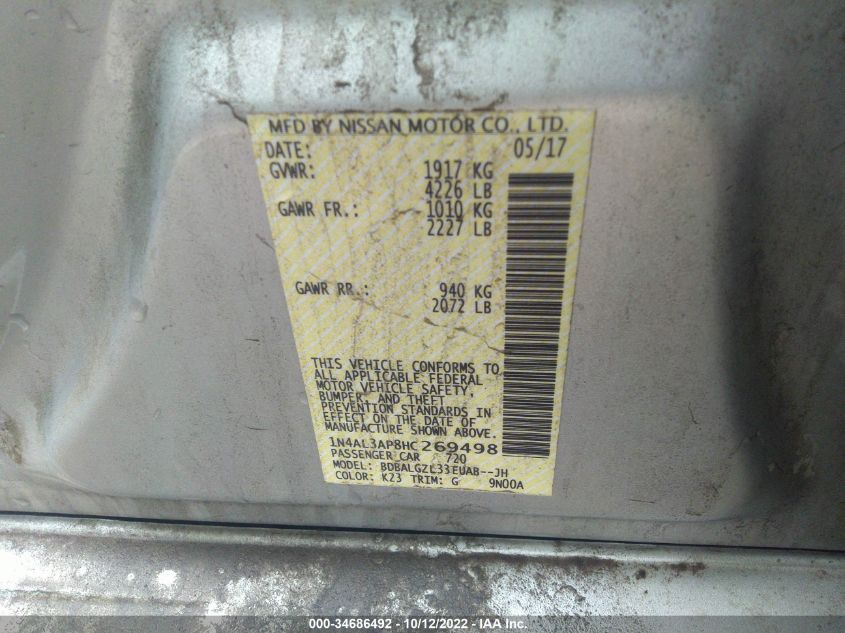 MFD BY NISSAN MOTOR CO., LTD.
DATE: 05/17
GVWR: 1917 KG
4226 LB
GAWR FR.: 1010 KG
2227 LB
GAWR RR.: 940 KG
2072 LB
THIS VEHICLE CONFORMS TO
ALL APPLICABLE FEDERAL
MOTOR VEHICLE SAFETY,
BUMPER, AND THEFT
PREVENTION STANDARDS IN
EFFECT ON THE DATE OF
MANUFACTURE SHOWN ABOVE.
1N4AL3AP8HC269498
PASSENGER CAR 720
MODEL: BDBALGZL33EUAB--JH
COLOR: K23 TRIM: G 9N00A
000-34686492 - 10/12/2022 - IAA Inc.